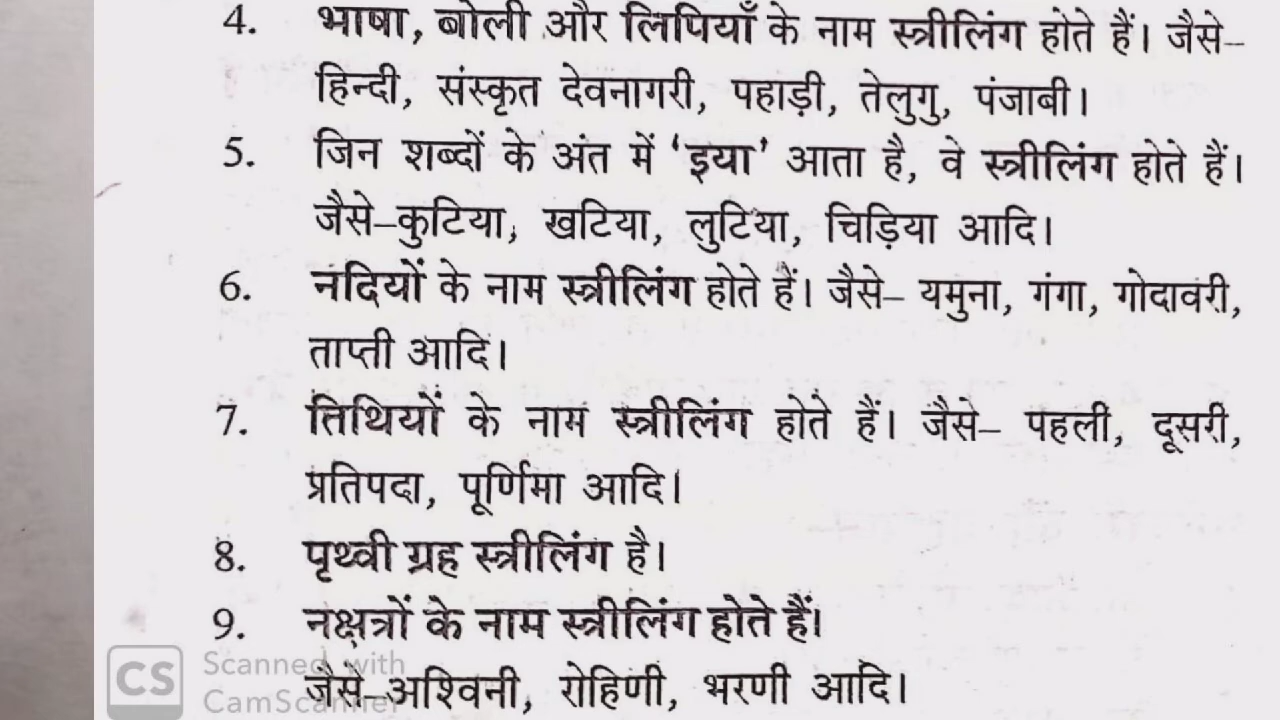 4. भाषा, बोली और लिपियाँ के नाम स्त्रीलिंग होते हैं। जैसे–
हिन्दी, संस्कृत देवनागरी, पहाड़ी, तेलुगु, पंजाबी।
5. जिन शब्दों के अंत में ‘इया’ आता है, वे स्त्रीलिंग होते हैं।
जैसे–कुटिया, खटिया, लुटिया, चिड़िया आदि।
6. नदियों के नाम स्त्रीलिंग होते हैं। जैसे– यमुना, गंगा, गोदावरी,
ताप्ती आदि।
7. तिथियों के नाम स्त्रीलिंग होते हैं। जैसे– पहली, दूसरी,
प्रतिपदा, पूर्णिमा आदि।
8. पृथ्वी ग्रह स्त्रीलिंग है।
9. नक्षत्रों के नाम स्त्रीलिंग होते हैं।
जैसे–अश्विनी, रोहिणी, भरणी आदि।
CS Scanned with
CamScanner